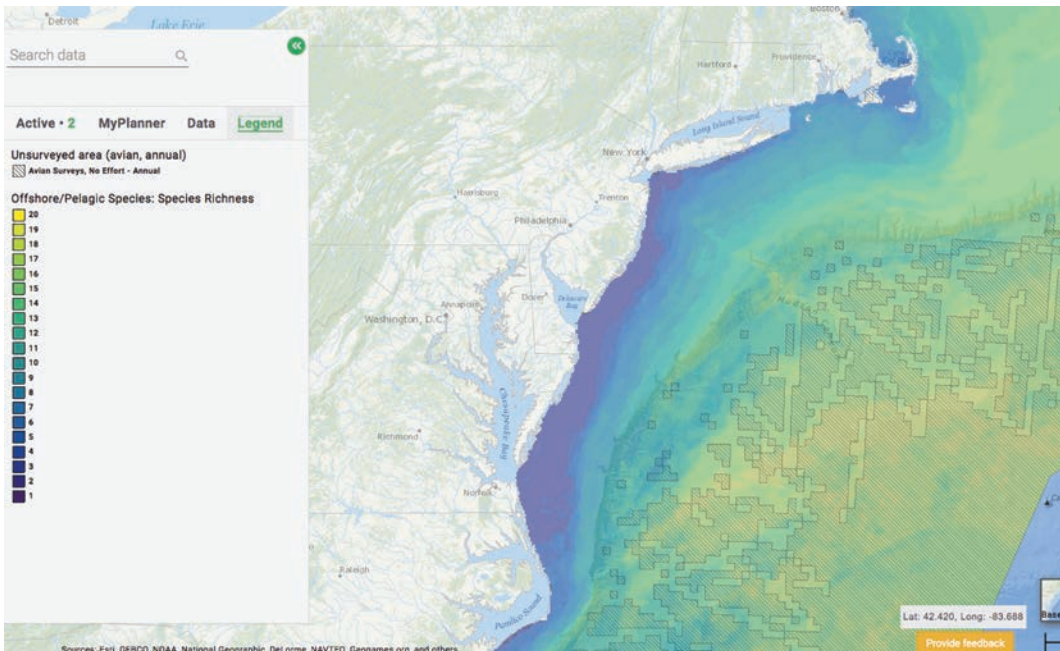 Detroit
Lake Erie
Boston
Search data
Hartford
Providence
Active • 2 MyPlanner Data Legend
Long Island Sound
Unsurveyed area (avian, annual)
New York
Avian Surveys, No Effort - Annual
Offshore/Pelagic Species: Species Richness
Harrisburg
Trenton
20
19
Philadelphia
18
17
16
15
14
Dover
Delaware Bay
Annapolis
Washington, D.C.
13
12
11
10
9
8
7
Chesapeake Bay
6
5
Richmond
4
3
2
Norfolk
1
Raleigh
Pamlico Sound
Lat: 42.420, Long: -83.688
Base
Provide feedback
Sources: Esri, GEBCO, NOAA, National Geographic, DeLorme, NAVTEQ, Geonames.org, and others